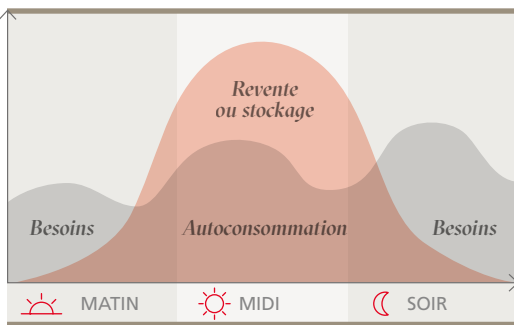 Revente
ou stockage
Besoins
Autoconsommation
Besoins
MATIN
MIDI
SOIR